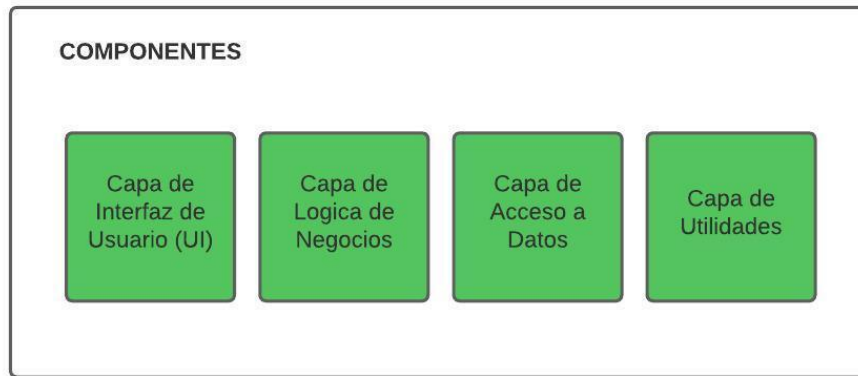 COMPONENTES
Capa de
Interfaz de
Usuario (UI)
Capa de
Logica de
Negocios
Capa de
Acceso a
Datos
Capa de
Utilidades